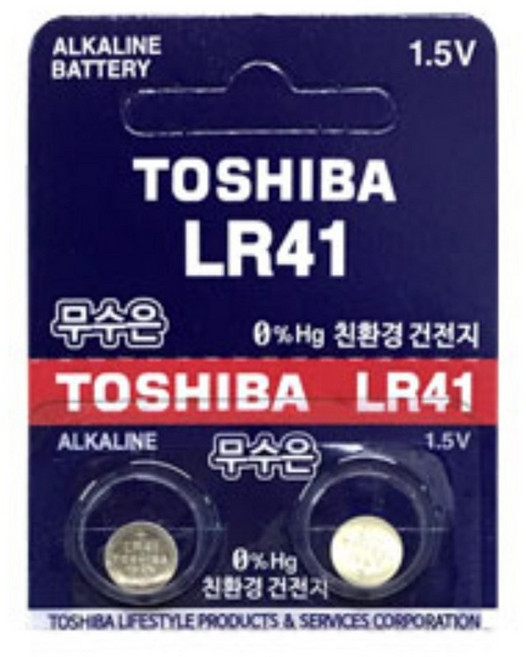 ALKALINE
BATTERY
1.5V
TOSHIBA
LR41
무수은
0%Hg 친환경 건전지
TOSHIBA LR41
ALKALINE
무수은
1.5V
LR41
TOSHIBA
0%Hg
친환경 건전지
TOSHIBA LIFESTYLE PRODUCTS & SERVICES CORPORATION